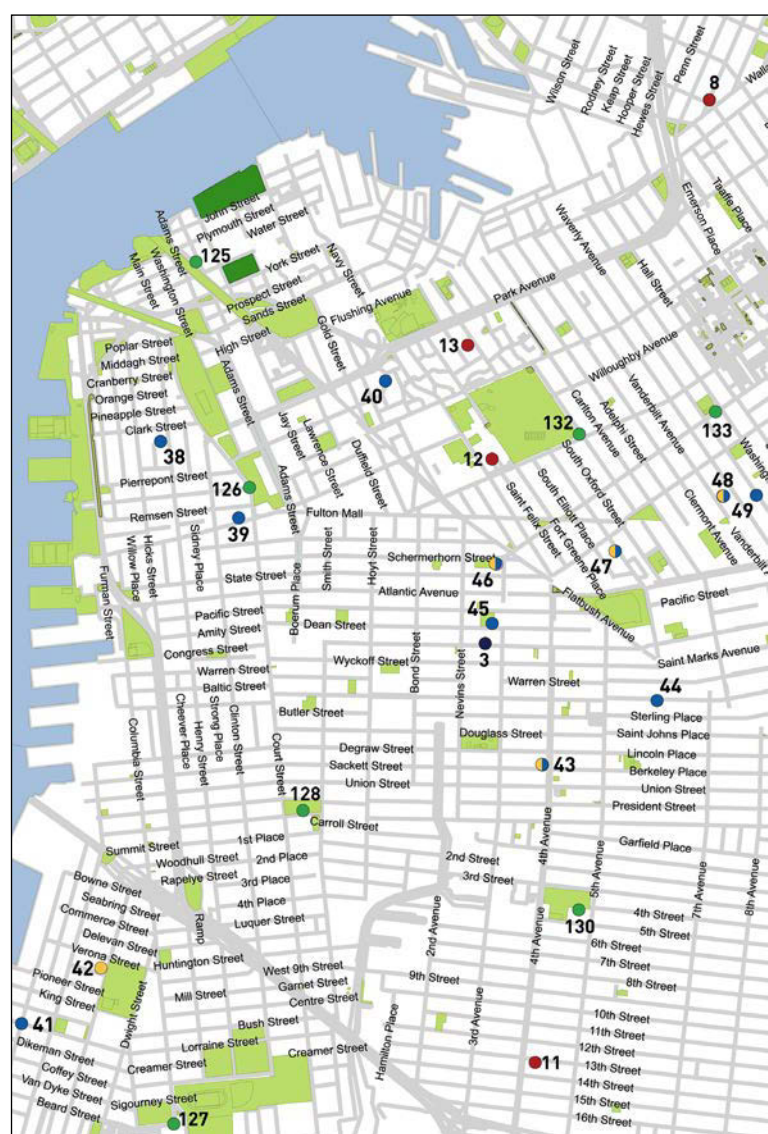 Wilson Street
Penn Street
8
Rodney Street
Keap Street
Hooper Street
Hewes Street
Walla
Taaffe Place
Emerson Place
John Street
Plymouth Street
Water Street
Adams Street
125
Washington Street
Main Street
York Street
Navy Street
Waverly Avenue
Hall Street
Prospect Street
Sands Street
Flushing Avenue
Park Avenue
High Street
Gold Street
Poplar Street
Middagh Street
Cranberry Street
Orange Street
Pineapple Street
Clark Street
38
Adams Street
13
40
Willoughby Avenue
Vanderbilt Avenue
Adelphi Street
Carlton Avenue
132
133
Jay Street
Lawrence Street
Duffield Street
12
South Oxford Street
South Elliott Place
Fort Greene Place
Saint Felix Street
Washing
48
49
Clermont Avenue
Vanderbilt
Pierrepont Street
126
Adams Street
Remsen Street
39
Fulton Mall
Sidney Place
Hicks Street
Willow Place
Furman Street
State Street
Boerum Place
Smith Street
Hoyt Street
Schermerhorn Street
46
47
Atlantic Avenue
Flatbush Avenue
Pacific Street
Pacific Street
Amity Street
Congress Street
Dean Street
45
3
Saint Marks Avenue
Wyckoff Street
Bond Street
Nevins Street
Warren Street
Baltic Street
Warren Street
44
Butler Street
Sterling Place
Saint Johns Place
Columbia Street
Cheever Place
Henry Street
Strong Place
Clinton Street
Court Street
Degraw Street
Sackett Street
Union Street
Douglass Street
43
Lincoln Place
Berkeley Place
Union Street
President Street
128
Carroll Street
4th Avenue
Garfield Place
Summit Street
Woodhull Street
Rapelye Street
1st Place
2nd Place
3rd Place
4th Place
Luquer Street
2nd Street
3rd Street
5th Avenue
7th Avenue
8th Avenue
Bowne Street
Seabring Street
Commerce Street
Delevan Street
Verona Street
42
Pioneer Street
King Street
Ramp
2nd Avenue
4th Avenue
130
4th Street
5th Street
6th Street
7th Street
8th Street
Huntington Street
Mill Street
Dwight Street
West 9th Street
Garnet Street
Centre Street
9th Street
3rd Avenue
Hamilton Place
41
Dikeman Street
Coffey Street
Van Dyke Street
Beard Street
Bush Street
Lorraine Street
Creamer Street
Creamer Street
Sigourney Street
127
11
10th Street
11th Street
12th Street
13th Street
14th Street
15th Street
16th Street